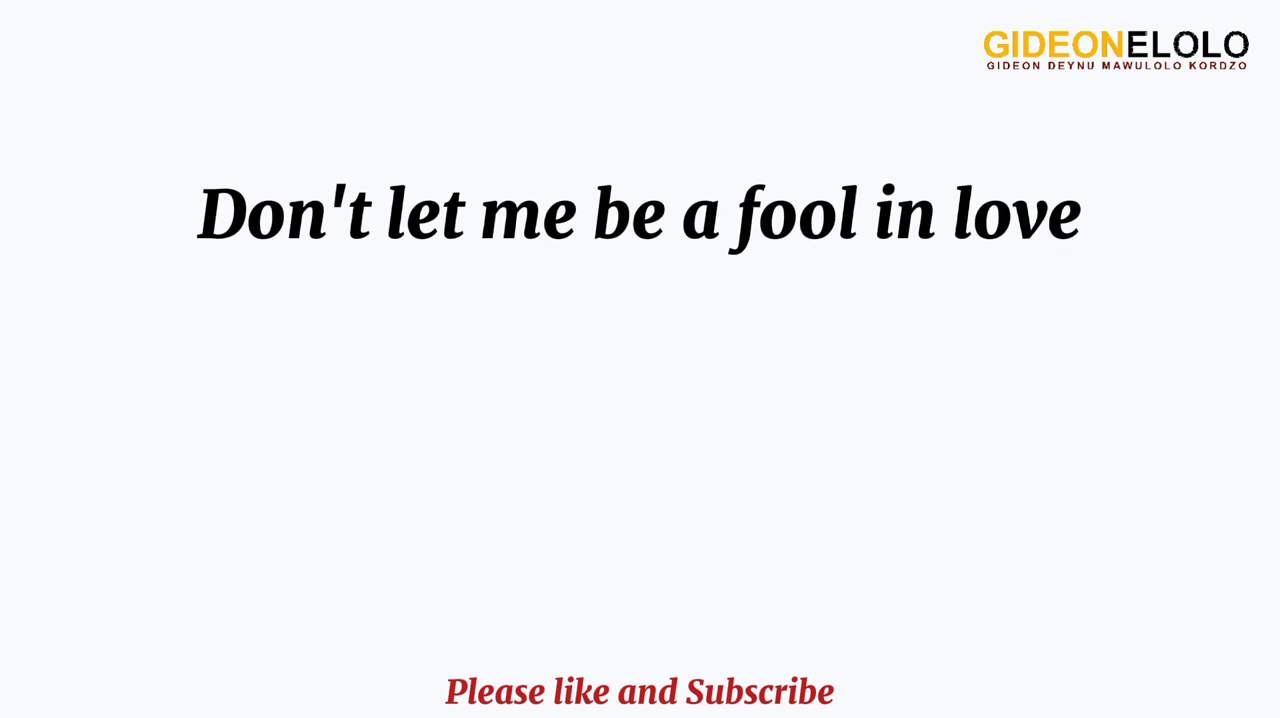 GIDEONELOLO
GIDEON DEYNU MAWULOLO KORDZO
Don't let me be a fool in love
Please like and Subscribe